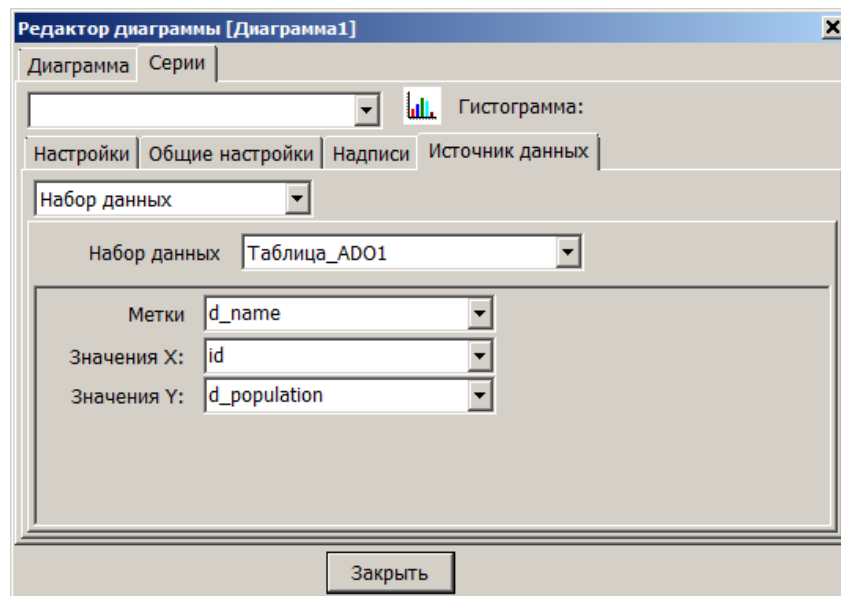 Редактор диаграммы [Диаграмма1]
Диаграмма Серии
Гистограмма:
Настройки Общие настройки Надписи Источник данных
Набор данных
Набор данных Таблица_ADO1
Метки d_name
Значения X: id
Значения Y: d_population
Закрыть